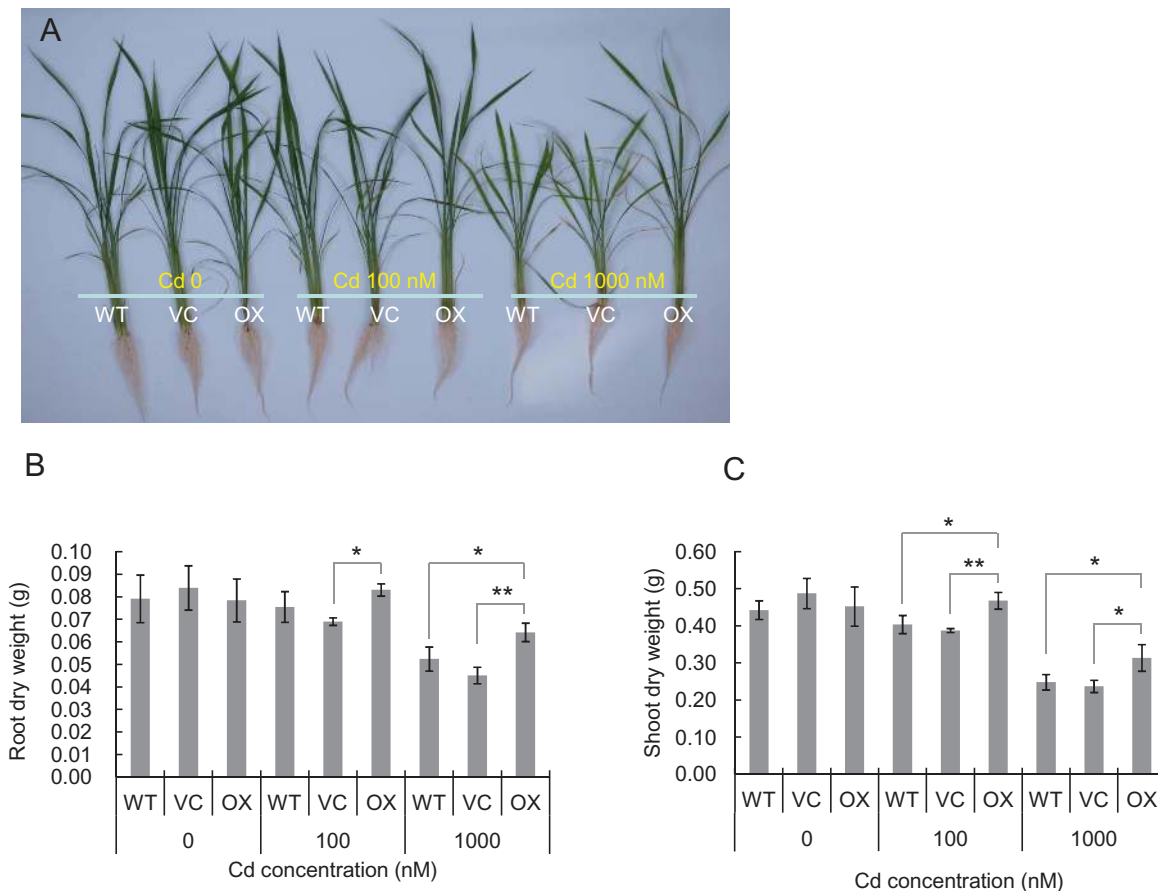 A
Cd 0 Cd 100 nM Cd 1000 nM
WT VC OX WT VC OX WT VC OX
B
Root dry weight (g)
0.10
0.09
0.08
0.07
0.06
0.05
0.04
0.03
0.02
0.01
0.00
* * **
WT VC OX WT VC OX WT VC OX
0 100 1000
Cd concentration (nM)
C
Shoot dry weight (g)
0.60
0.50
0.40
0.30
0.20
0.10
0.00
* ** * *
WT VC OX WT VC OX WT VC OX
0 100 1000
Cd concentration (nM)